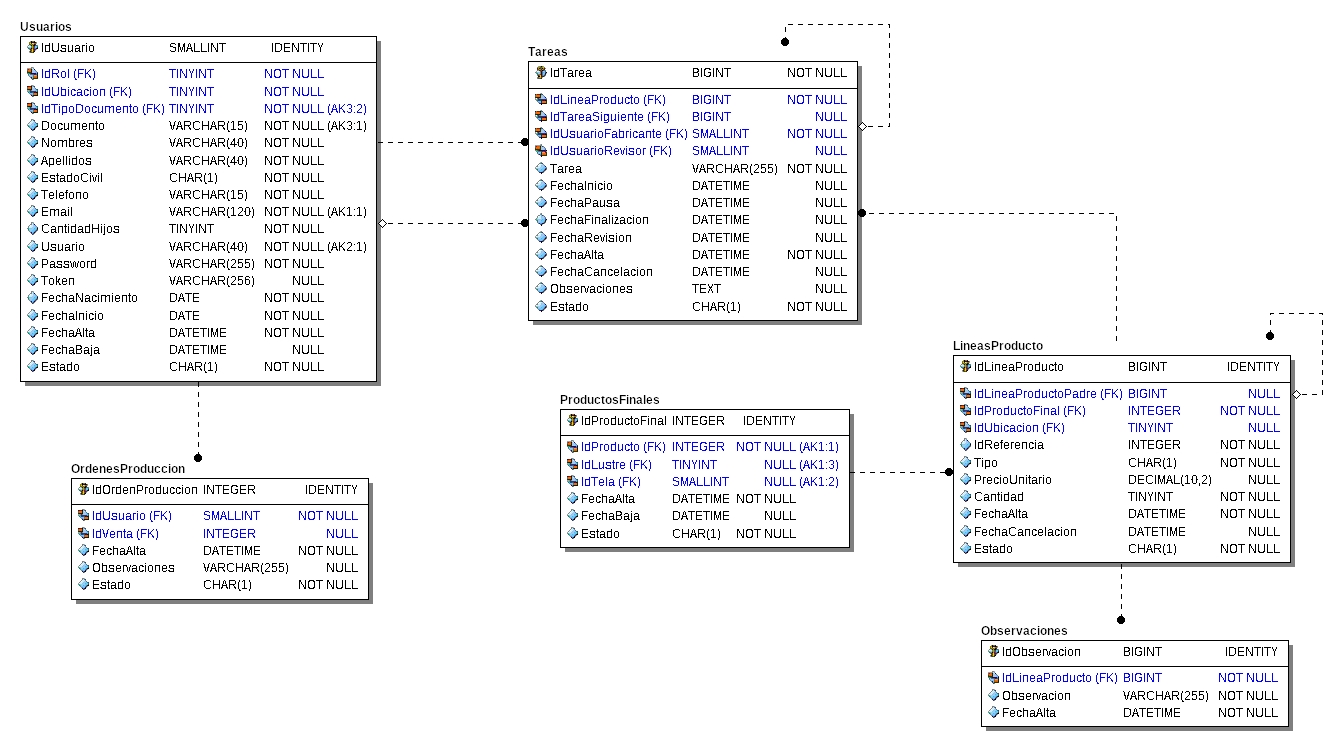 Usuarios
IdUsuario SMALLINT IDENTITY
IdRol (FK) TINYINT NOT NULL
IdUbicacion (FK) TINYINT NOT NULL
IdTipoDocumento (FK) TINYINT NOT NULL (AK3:2)
Documento VARCHAR(15) NOT NULL (AK3:1)
Nombres VARCHAR(40) NOT NULL
Apellidos VARCHAR(40) NOT NULL
EstadoCivil CHAR(1) NOT NULL
Telefono VARCHAR(15) NOT NULL
Email VARCHAR(120) NOT NULL (AK1:1)
CantidadHijos TINYINT NOT NULL
Usuario VARCHAR(40) NOT NULL (AK2:1)
Password VARCHAR(255) NOT NULL
Token VARCHAR(256) NULL
FechaNacimiento DATE NOT NULL
FechaInicio DATE NOT NULL
FechaAlta DATETIME NOT NULL
FechaBaja DATETIME NULL
Estado CHAR(1) NOT NULL
Tareas
IdTarea BIGINT NOT NULL
IdLineaProducto (FK) BIGINT NOT NULL
IdTareaSiguiente (FK) BIGINT NULL
IdUsuarioFabricante (FK) SMALLINT NOT NULL
IdUsuarioRevisor (FK) SMALLINT NULL
Tarea VARCHAR(255) NOT NULL
FechaInicio DATETIME NULL
FechaPausa DATETIME NULL
FechaFinalizacion DATETIME NULL
FechaRevision DATETIME NULL
FechaAlta DATETIME NOT NULL
FechaCancelacion DATETIME NULL
Observaciones TEXT NULL
Estado CHAR(1) NOT NULL
LineasProducto
IdLineaProducto BIGINT IDENTITY
IdLineaProductoPadre (FK) BIGINT NULL
IdProductoFinal (FK) INTEGER NOT NULL
IdUbicacion (FK) TINYINT NULL
IdReferencia INTEGER NOT NULL
Tipo CHAR(1) NOT NULL
PrecioUnitario DECIMAL(10,2) NULL
Cantidad TINYINT NOT NULL
FechaAlta DATETIME NOT NULL
FechaCancelacion DATETIME NULL
Estado CHAR(1) NOT NULL
ProductosFinales
IdProductoFinal INTEGER IDENTITY
IdProducto (FK) INTEGER NOT NULL (AK1:1)
IdLustre (FK) TINYINT NULL (AK1:3)
IdTela (FK) SMALLINT NULL (AK1:2)
FechaAlta DATETIME NOT NULL
FechaBaja DATETIME NULL
Estado CHAR(1) NOT NULL
OrdenesProduccion
IdOrdenProduccion INTEGER IDENTITY
IdUsuario (FK) SMALLINT NOT NULL
IdVenta (FK) INTEGER NULL
FechaAlta DATETIME NOT NULL
Observaciones VARCHAR(255) NULL
Estado CHAR(1) NOT NULL
Observaciones
IdObservacion BIGINT IDENTITY
IdLineaProducto (FK) BIGINT NOT NULL
Observacion VARCHAR(255) NOT NULL
FechaAlta DATETIME NOT NULL